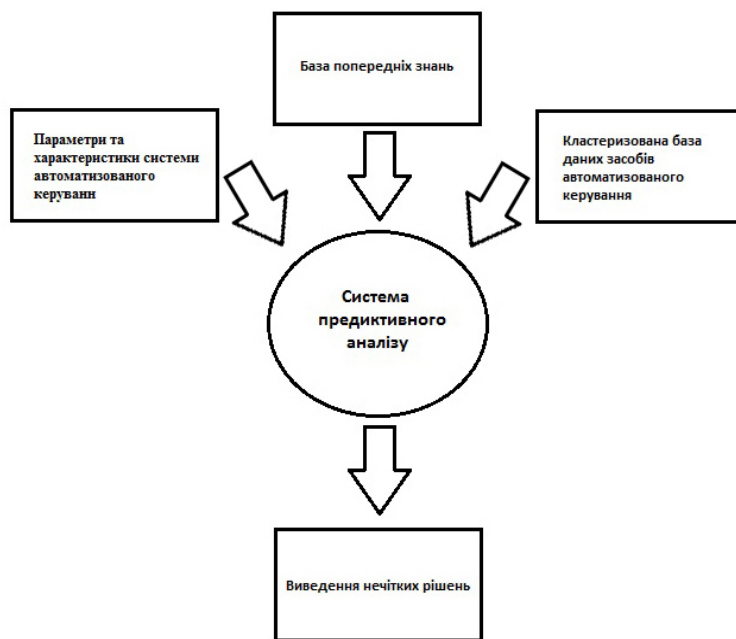 База попередніх знань
Параметри та
характеристики системи
автоматизованого
керуванн
Кластеризована база
даних засобів
автоматизованого
керування
Система
предиктивного
аналізу
Виведення нечітких рішень